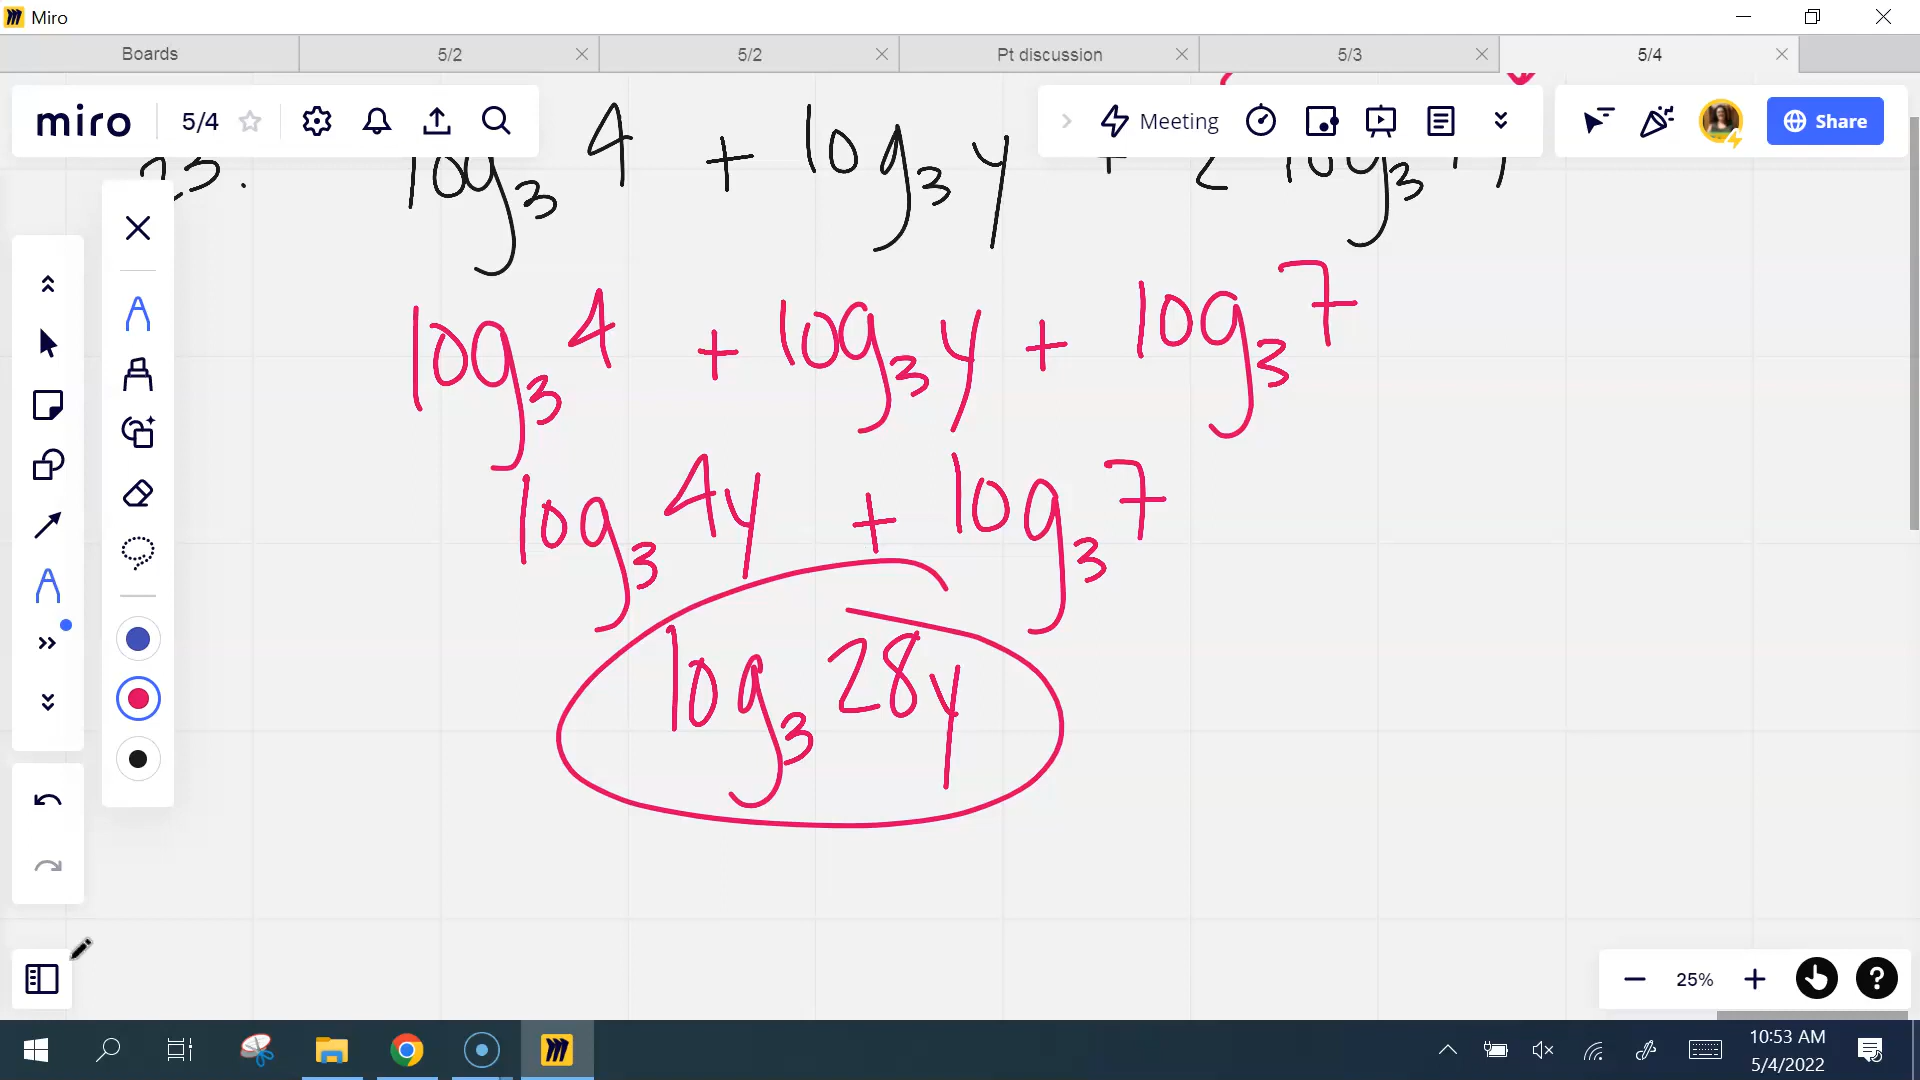 Miro
Boards 5/2 5/2 Pt discussion 5/3 5/4
miro 5/4 Meeting Share
log₃ 4 + log₃ y + 2 log₃
log₃ 4 + log₃ y + log₃ 7
log₃ 4y + log₃ 7
log₃ 28y
25%
10:53 AM
5/4/2022